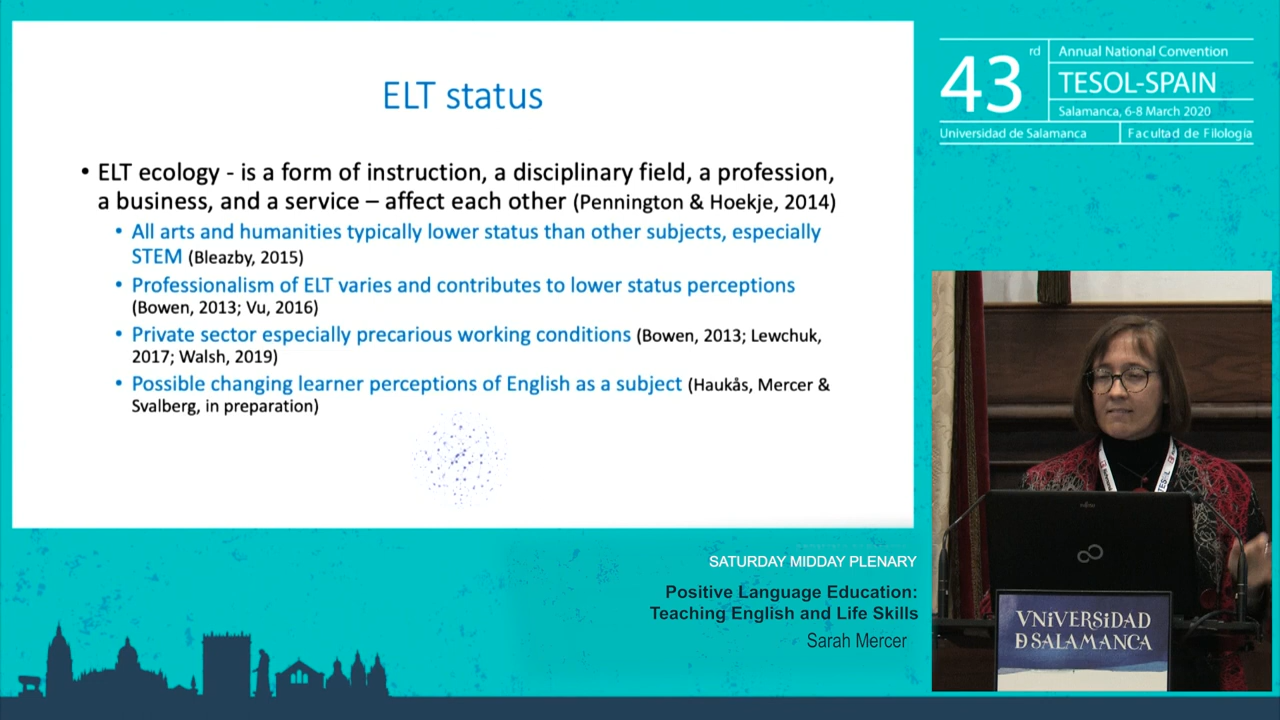 ELT status
• ELT ecology - is a form of instruction, a disciplinary field, a profession,
a business, and a service – affect each other (Pennington & Hoekje, 2014)
• All arts and humanities typically lower status than other subjects, especially
STEM (Bleazby, 2015)
• Professionalism of ELT varies and contributes to lower status perceptions
(Bowen, 2013; Vu, 2016)
• Private sector especially precarious working conditions (Bowen, 2013; Lewchuk,
2017; Walsh, 2019)
• Possible changing learner perceptions of English as a subject (Haukås, Mercer &
Svalberg, in preparation)
43rd
Annual National Convention
TESOL-SPAIN
Salamanca, 6-8 March 2020
Universidad de Salamanca
Facultad de Filología
SATURDAY MIDDAY PLENARY
Positive Language Education:
Teaching English and Life Skills
Sarah Mercer
VNiVERSiDAD
Ð SALAMANCA